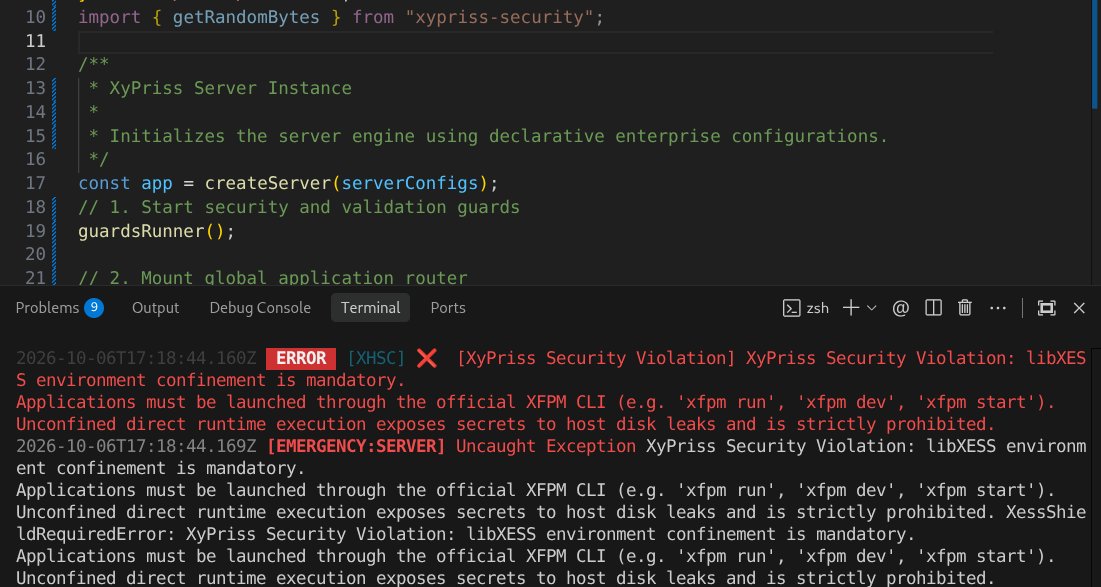 10 import { getRandomBytes } from "xypriss-security";
11
12 /**
13  * XyPriss Server Instance
14  *
15  * Initializes the server engine using declarative enterprise configurations.
16  */
17 const app = createServer(serverConfigs);
18 // 1. Start security and validation guards
19 guardsRunner();
20
21 // 2. Mount global application router
Problems 9 Output Debug Console Terminal Ports zsh
2026-10-06T17:18:44.160Z ERROR [XHSC] ❌ [XyPriss Security Violation] XyPriss Security Violation: libXES
S environment confinement is mandatory.
Applications must be launched through the official XFPM CLI (e.g. 'xfpm run', 'xfpm dev', 'xfpm start').
Unconfined direct runtime execution exposes secrets to host disk leaks and is strictly prohibited.
2026-10-06T17:18:44.169Z [EMERGENCY:SERVER] Uncaught Exception XyPriss Security Violation: libXESS environm
ent confinement is mandatory.
Applications must be launched through the official XFPM CLI (e.g. 'xfpm run', 'xfpm dev', 'xfpm start').
Unconfined direct runtime execution exposes secrets to host disk leaks and is strictly prohibited. XessShie
ldRequiredError: XyPriss Security Violation: libXESS environment confinement is mandatory.
Applications must be launched through the official XFPM CLI (e.g. 'xfpm run', 'xfpm dev', 'xfpm start').
Unconfined direct runtime execution exposes secrets to host disk leaks and is strictly prohibited.